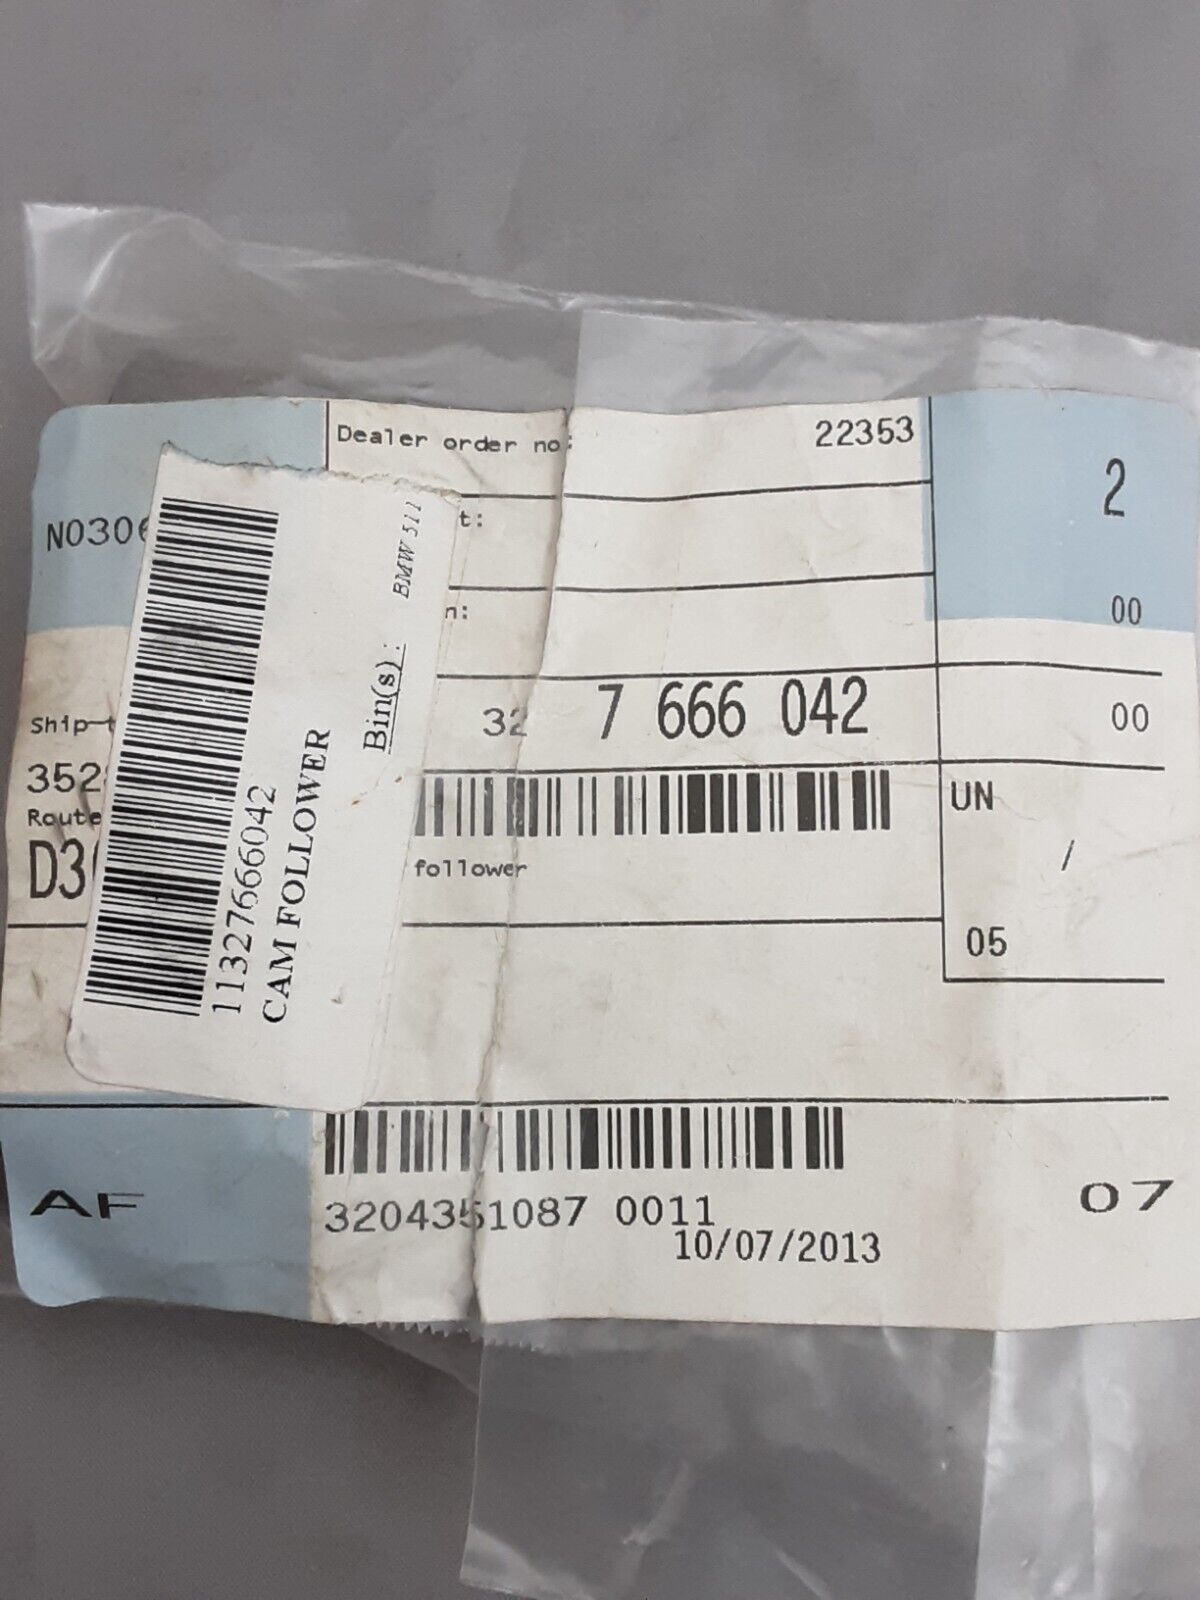 Dealer order no: 22353
2
N0306
t:
n:
00
Ship-t
32 7 666 042
00
352
Route
D3
follower
UN
/
05
11327666042
CAM FOLLOWER
Bin(s): BMW 511
AF
3204351087 0011
07
10/07/2013